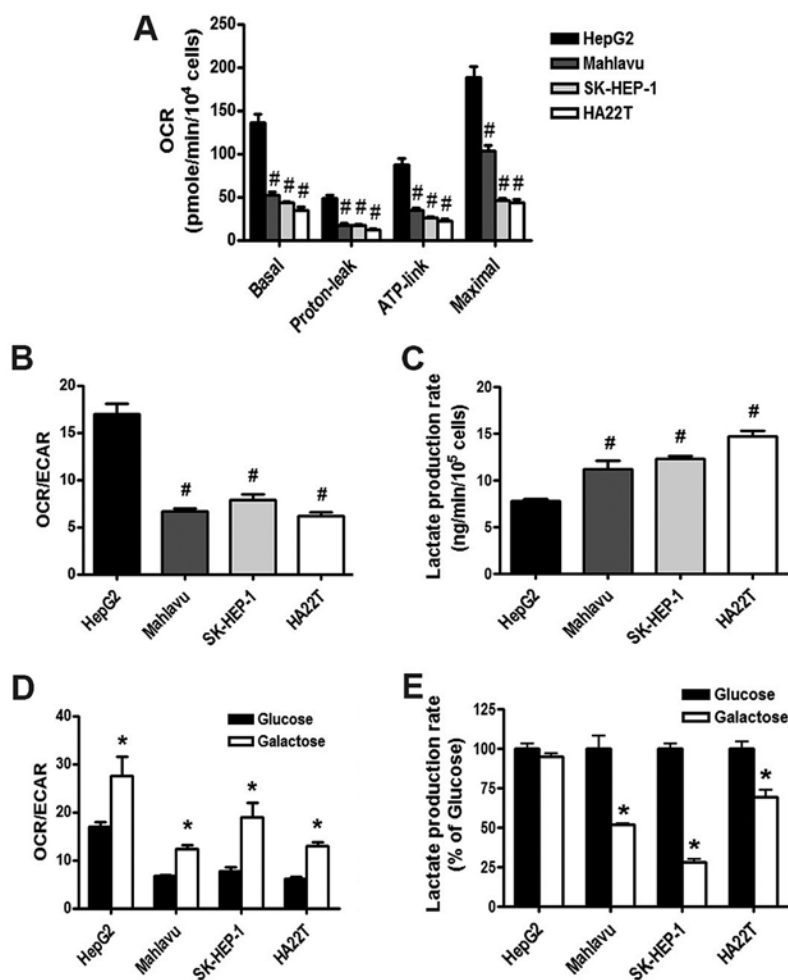 A
HepG2
Mahlavu
SK-HEP-1
HA22T
OCR
(pmole/min/10⁴ cells)
250
200
150
100
50
0
# # #
# # #
# # #
# # #
Basal
Proton-leak
ATP-link
Maximal
B
OCR/ECAR
20
15
10
5
0
# # #
HepG2
Mahlavu
SK-HEP-1
HA22T
C
Lactate production rate
(ng/min/10⁵ cells)
20
15
10
5
0
# # #
HepG2
Mahlavu
SK-HEP-1
HA22T
D
Glucose
Galactose
OCR/ECAR
40
30
20
10
0
* * * *
HepG2
Mahlavu
SK-HEP-1
HA22T
E
Glucose
Galactose
Lactate production rate
(% of Glucose)
125
100
75
50
25
0
* * *
HepG2
Mahlavu
SK-HEP-1
HA22T